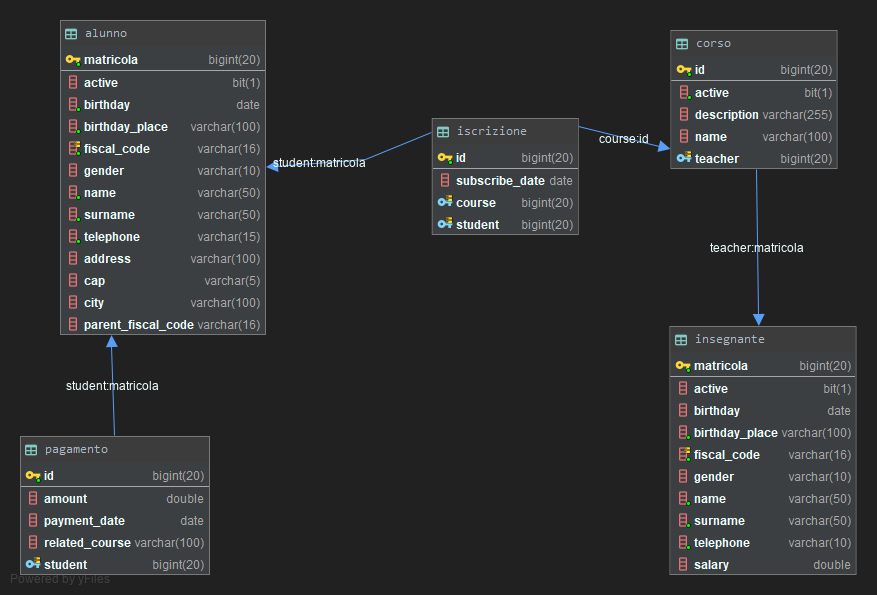 alunno
matricola bigint(20)
active bit(1)
birthday date
birthday_place varchar(100)
fiscal_code varchar(16)
gender varchar(10)
name varchar(50)
surname varchar(50)
telephone varchar(15)
address varchar(100)
cap varchar(5)
city varchar(100)
parent_fiscal_code varchar(16)
student:matricola
iscrizione
id bigint(20)
subscribe_date date
course bigint(20)
student bigint(20)
course:id
corso
id bigint(20)
active bit(1)
description varchar(255)
name varchar(100)
teacher bigint(20)
teacher:matricola
insegnante
matricola bigint(20)
active bit(1)
birthday date
birthday_place varchar(100)
fiscal_code varchar(16)
gender varchar(10)
name varchar(50)
surname varchar(50)
telephone varchar(10)
salary double
student:matricola
pagamento
id bigint(20)
amount double
payment_date date
related_course varchar(100)
student bigint(20)
Powered by yFiles